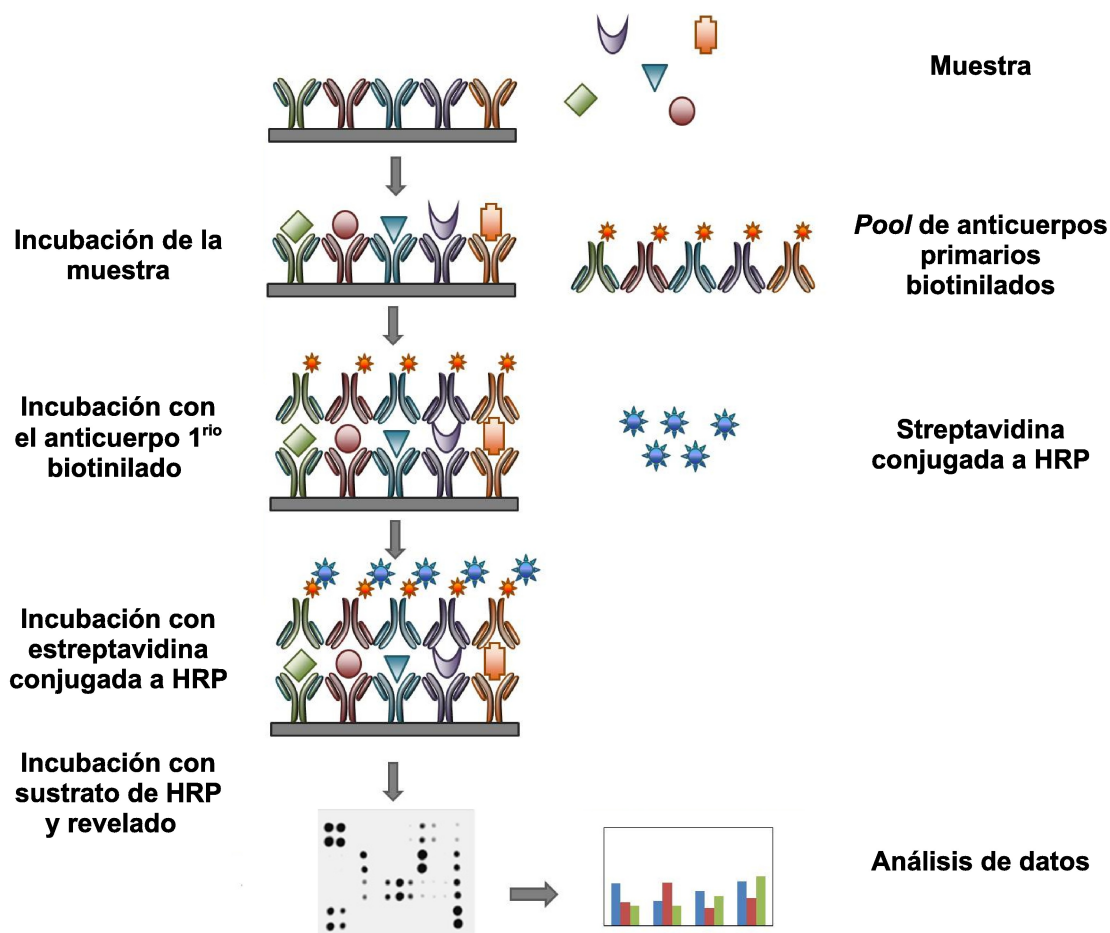 Muestra
Incubación de la
muestra
Pool de anticuerpos
primarios
biotinilados
Incubación con
el anticuerpo 1rio
biotinilado
Streptavidina
conjugada a HRP
Incubación con
estreptavidina
conjugada a HRP
Incubación con
sustrato de HRP
y revelado
Análisis de datos